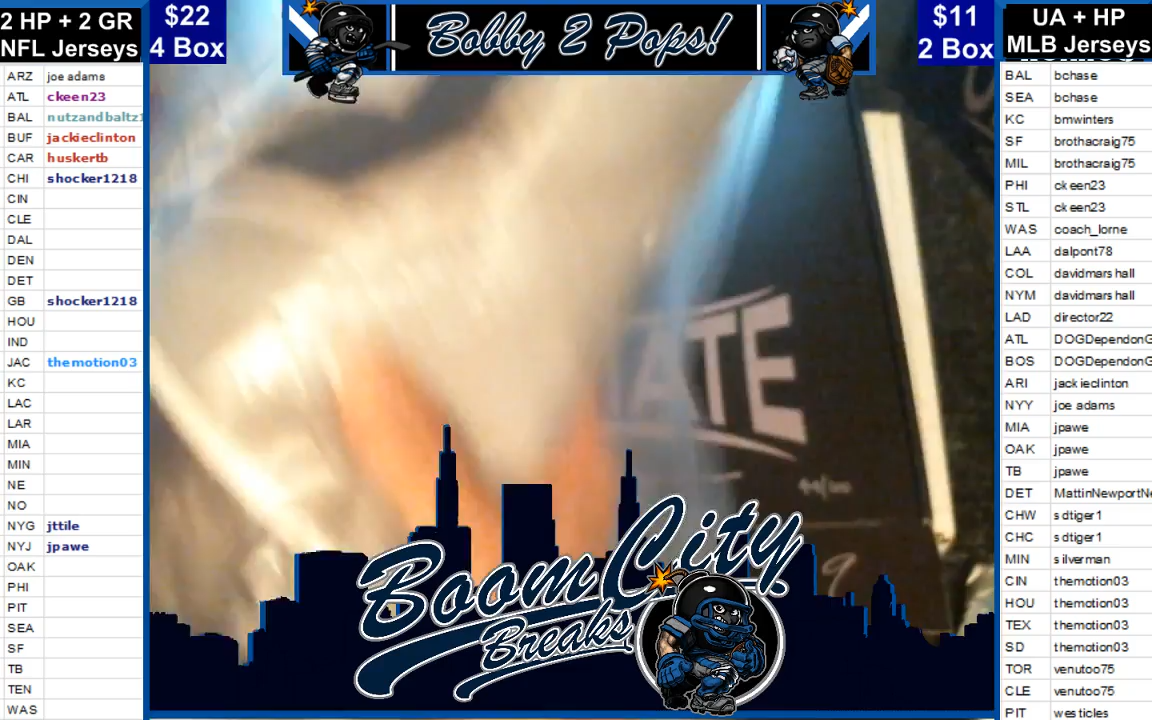 2 HP + 2 GR
NFL Jerseys
$22
4 Box
Bobby 2 Pops!
$11
2 Box
UA + HP
MLB Jerseys
ARZ joe adams
ATL ckeen23
BAL nutzandbaltz
BUF jackieclinton
CAR huskertb
CHI shocker1218
CIN
CLE
DAL
DEN
DET
GB shocker1218
HOU
IND
JAC themotion03
KC
LAC
LAR
MIA
MIN
NE
NO
NYG jttile
NYJ jpawe
OAK
PHI
PIT
SEA
SF
TB
TEN
WAS
ATE
Boom City
Breaks
BAL bchase
SEA bchase
KC bmwinters
SF brothacraig75
MIL brothacraig75
PHI ckeen23
STL ckeen23
WAS coach_lorne
LAA dalpont78
COL davidmarshall
NYM davidmarshall
LAD director22
ATL DOGDependonG
BOS DOGDependonG
ARI jackieclinton
NYY joe adams
MIA jpawe
OAK jpawe
TB jpawe
DET MattinNewportNe
CHW sdtiger1
CHC sdtiger1
MIN silverman
CIN themotion03
HOU themotion03
TEX themotion03
SD themotion03
TOR venutoo75
CLE venutoo75
PIT westicles